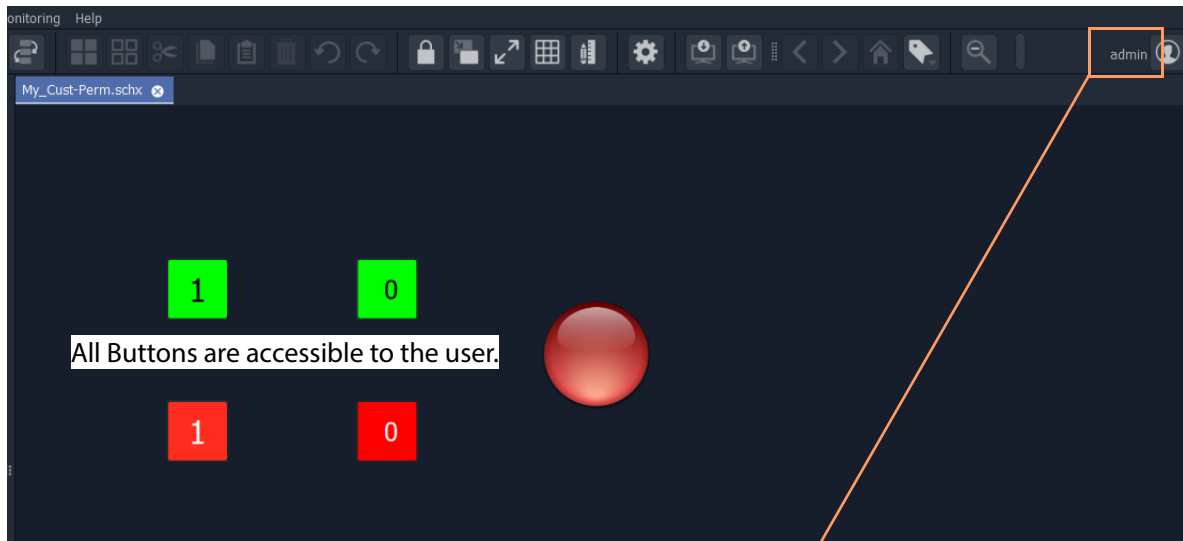 onitoring Help
admin
My_Cust-Perm.schx
1 0
All Buttons are accessible to the user.
1 0